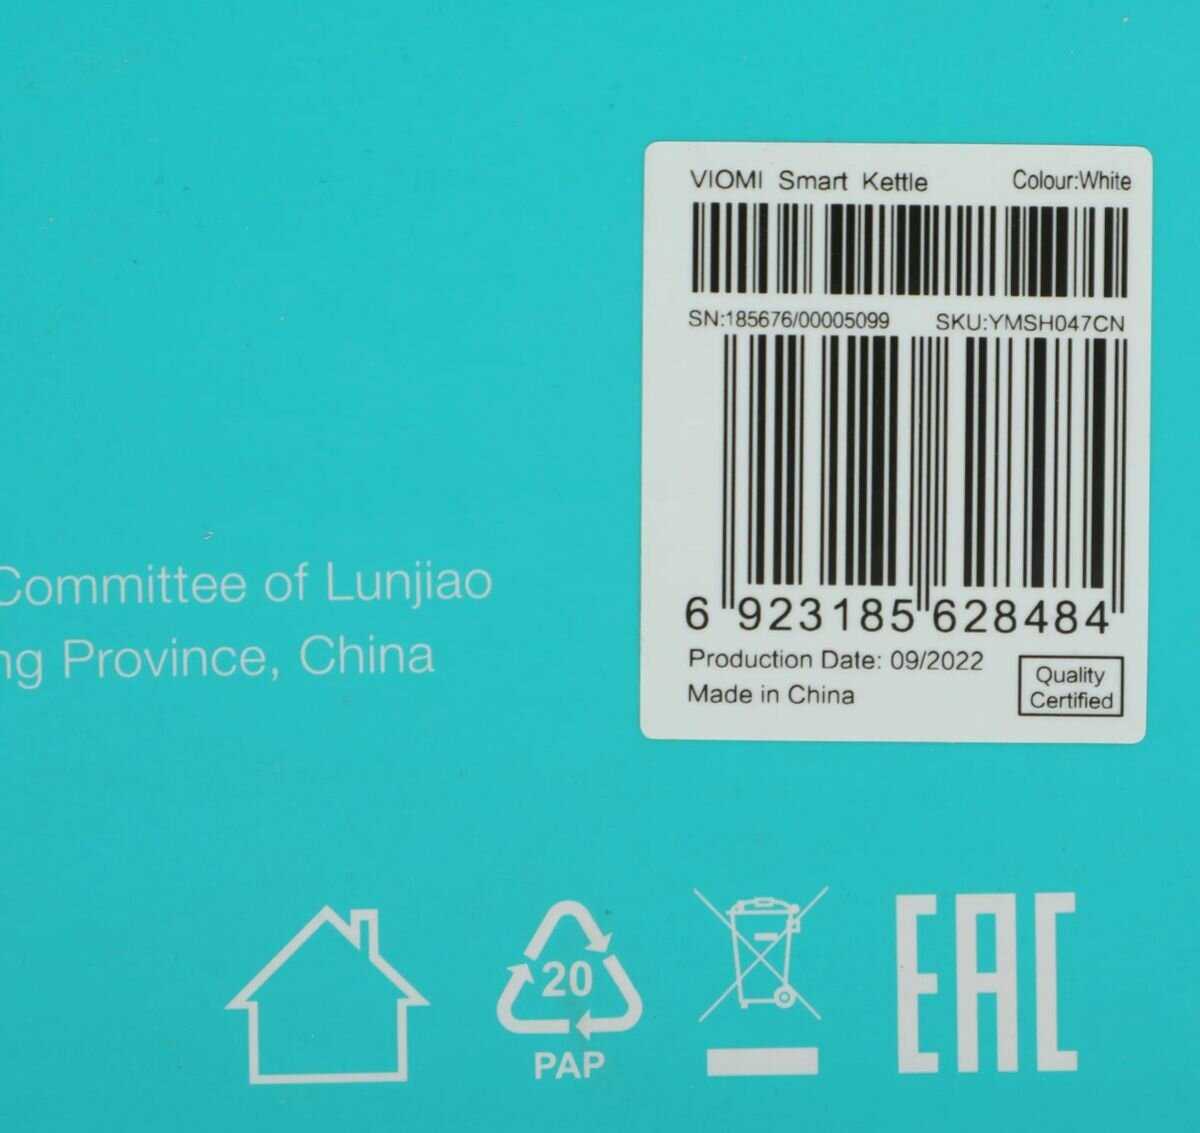 VIOMI Smart Kettle Colour:White
SN:185676/00005099 SKU:YMSH047CN
6 923185 628484
Production Date: 09/2022
Made in China
Quality
Certified
Committee of Lunjiao
Province, China
20
PAP
EAC